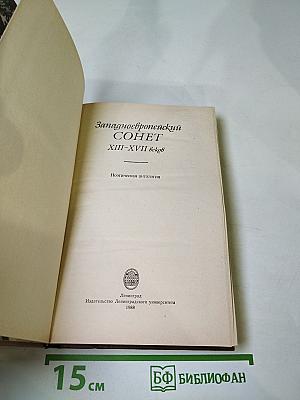 Западноевропейский
СОНЕТ
XIII–XVII веков
Поэтическая антология
Ленинград
Издательство Ленинградского университета
1988
15 см
БФ БИБЛИОФАН